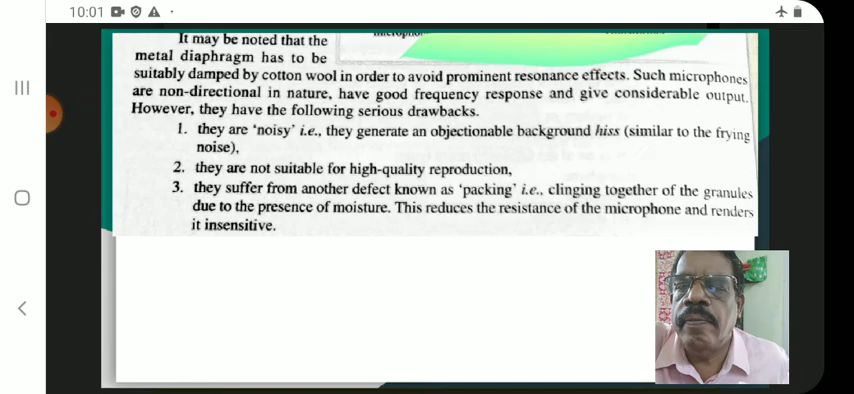 10:01
It may be noted that the
metal diaphragm has to be
suitably damped by cotton wool in order to avoid prominent resonance effects. Such microphones
are non-directional in nature, have good frequency response and give considerable output.
However, they have the following serious drawbacks.
1. they are ‘noisy’ i.e., they generate an objectionable background hiss (similar to the frying
noise),
2. they are not suitable for high-quality reproduction,
3. they suffer from another defect known as ‘packing’ i.e., clinging together of the granules
due to the presence of moisture. This reduces the resistance of the microphone and renders
it insensitive.